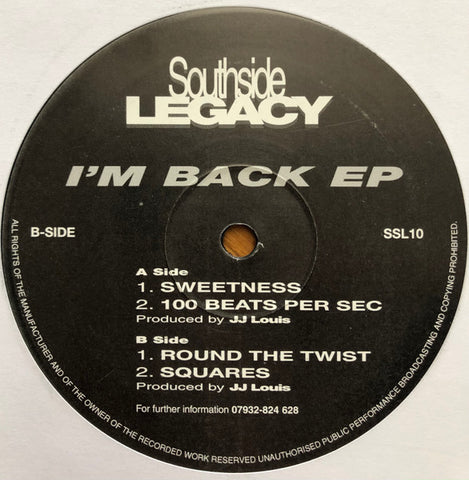 Southside
LEGACY
I'M BACK EP
B-SIDE
SSL10
A Side
1. SWEETNESS
2. 100 BEATS PER SEC
Produced by JJ Louis
B Side
1. ROUND THE TWIST
2. SQUARES
Produced by JJ Louis
For further information 07932-824 628
ALL RIGHTS OF THE MANUFACTURER AND OF THE OWNER OF THE RECORDED WORK RESERVED UNAUTHORISED PUBLIC PERFORMANCE BROADCASTING AND COPYING PROHIBITED.